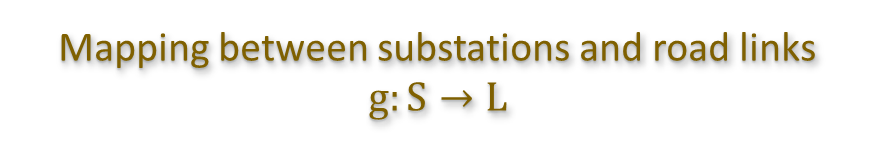 Mapping between substations and road links
g: S → L